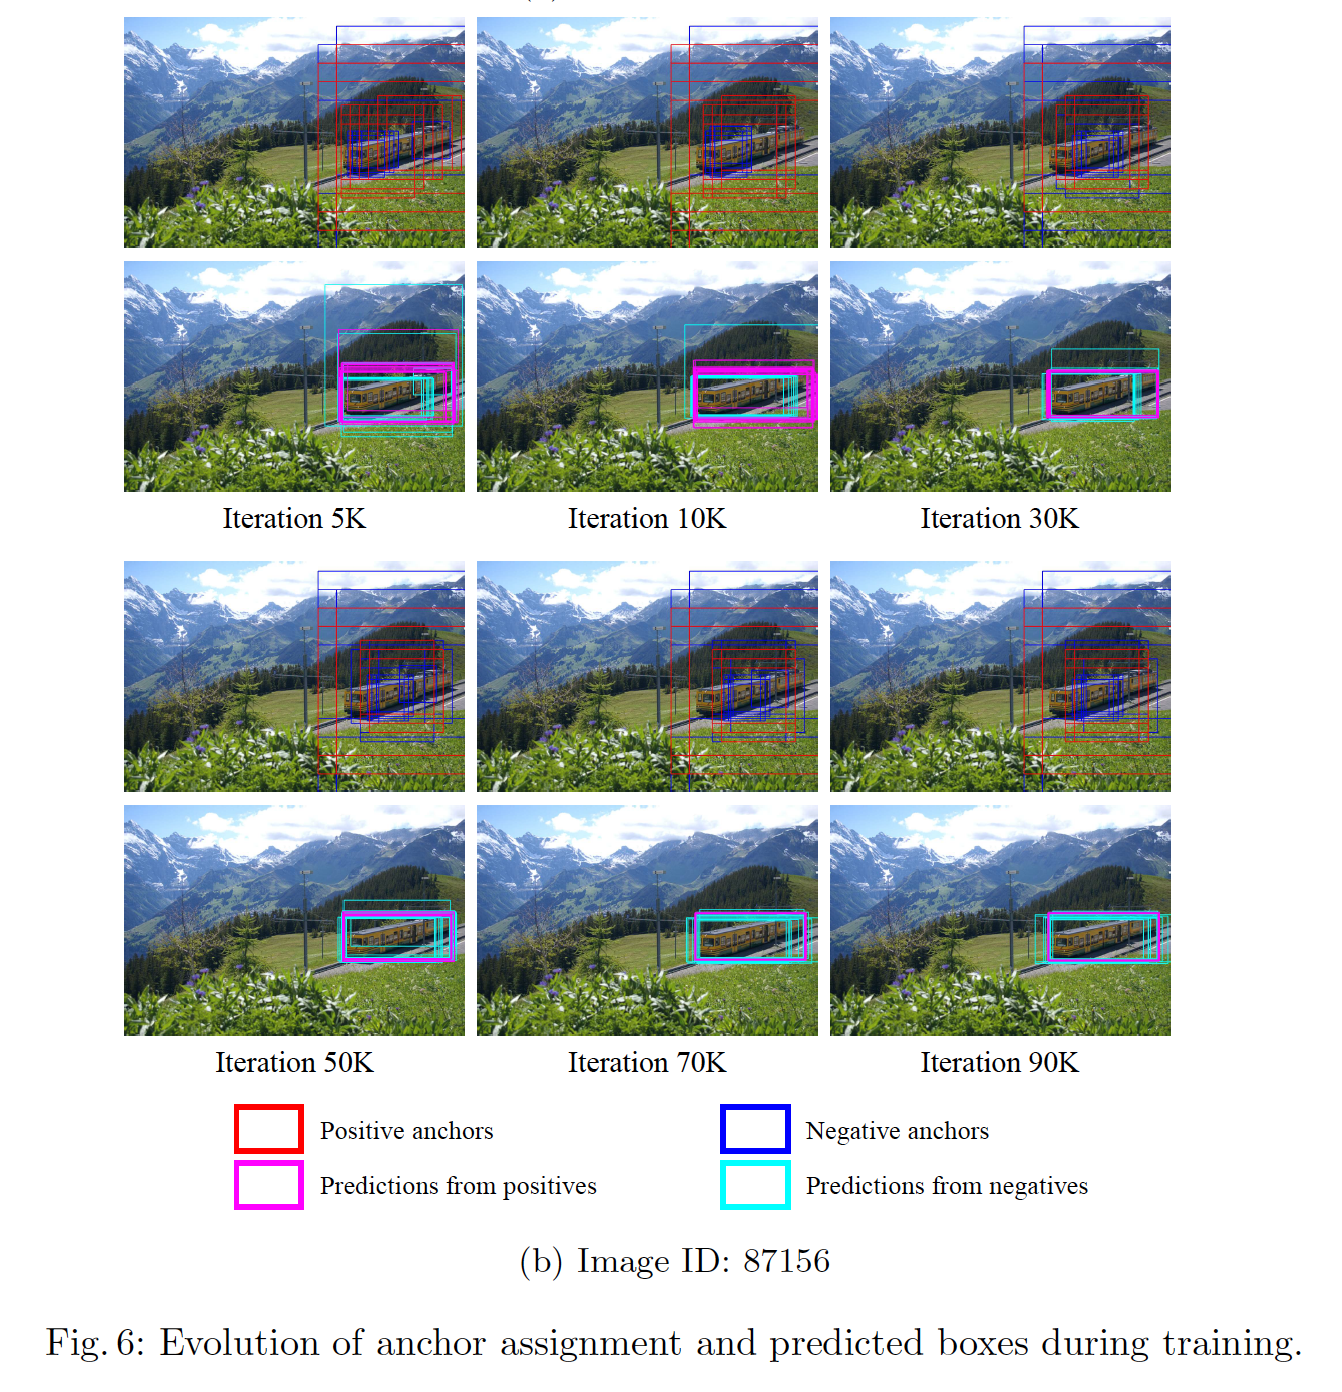 Iteration 5K
Iteration 10K
Iteration 30K
Iteration 50K
Iteration 70K
Iteration 90K
Positive anchors
Negative anchors
Predictions from positives
Predictions from negatives
(b) Image ID: 87156
Fig. 6: Evolution of anchor assignment and predicted boxes during training.